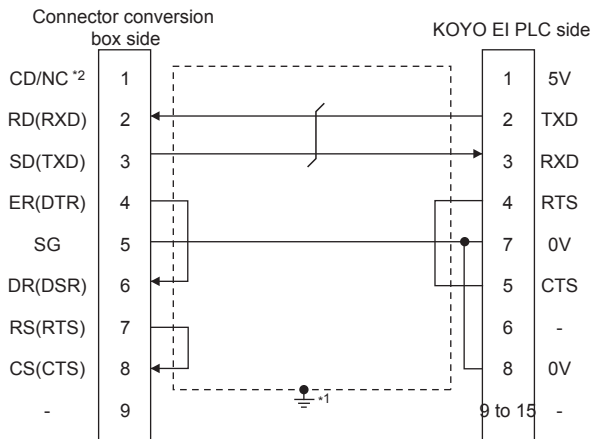 Connector conversion
box side
KOYO EI PLC side
CD/NC *2 1 1 5V
RD(RXD) 2 2 TXD
SD(TXD) 3 3 RXD
ER(DTR) 4 4 RTS
SG 5 7 0V
DR(DSR) 6 5 CTS
RS(RTS) 7 6 -
CS(CTS) 8 8 0V
*1
- 9 9 to 15 -